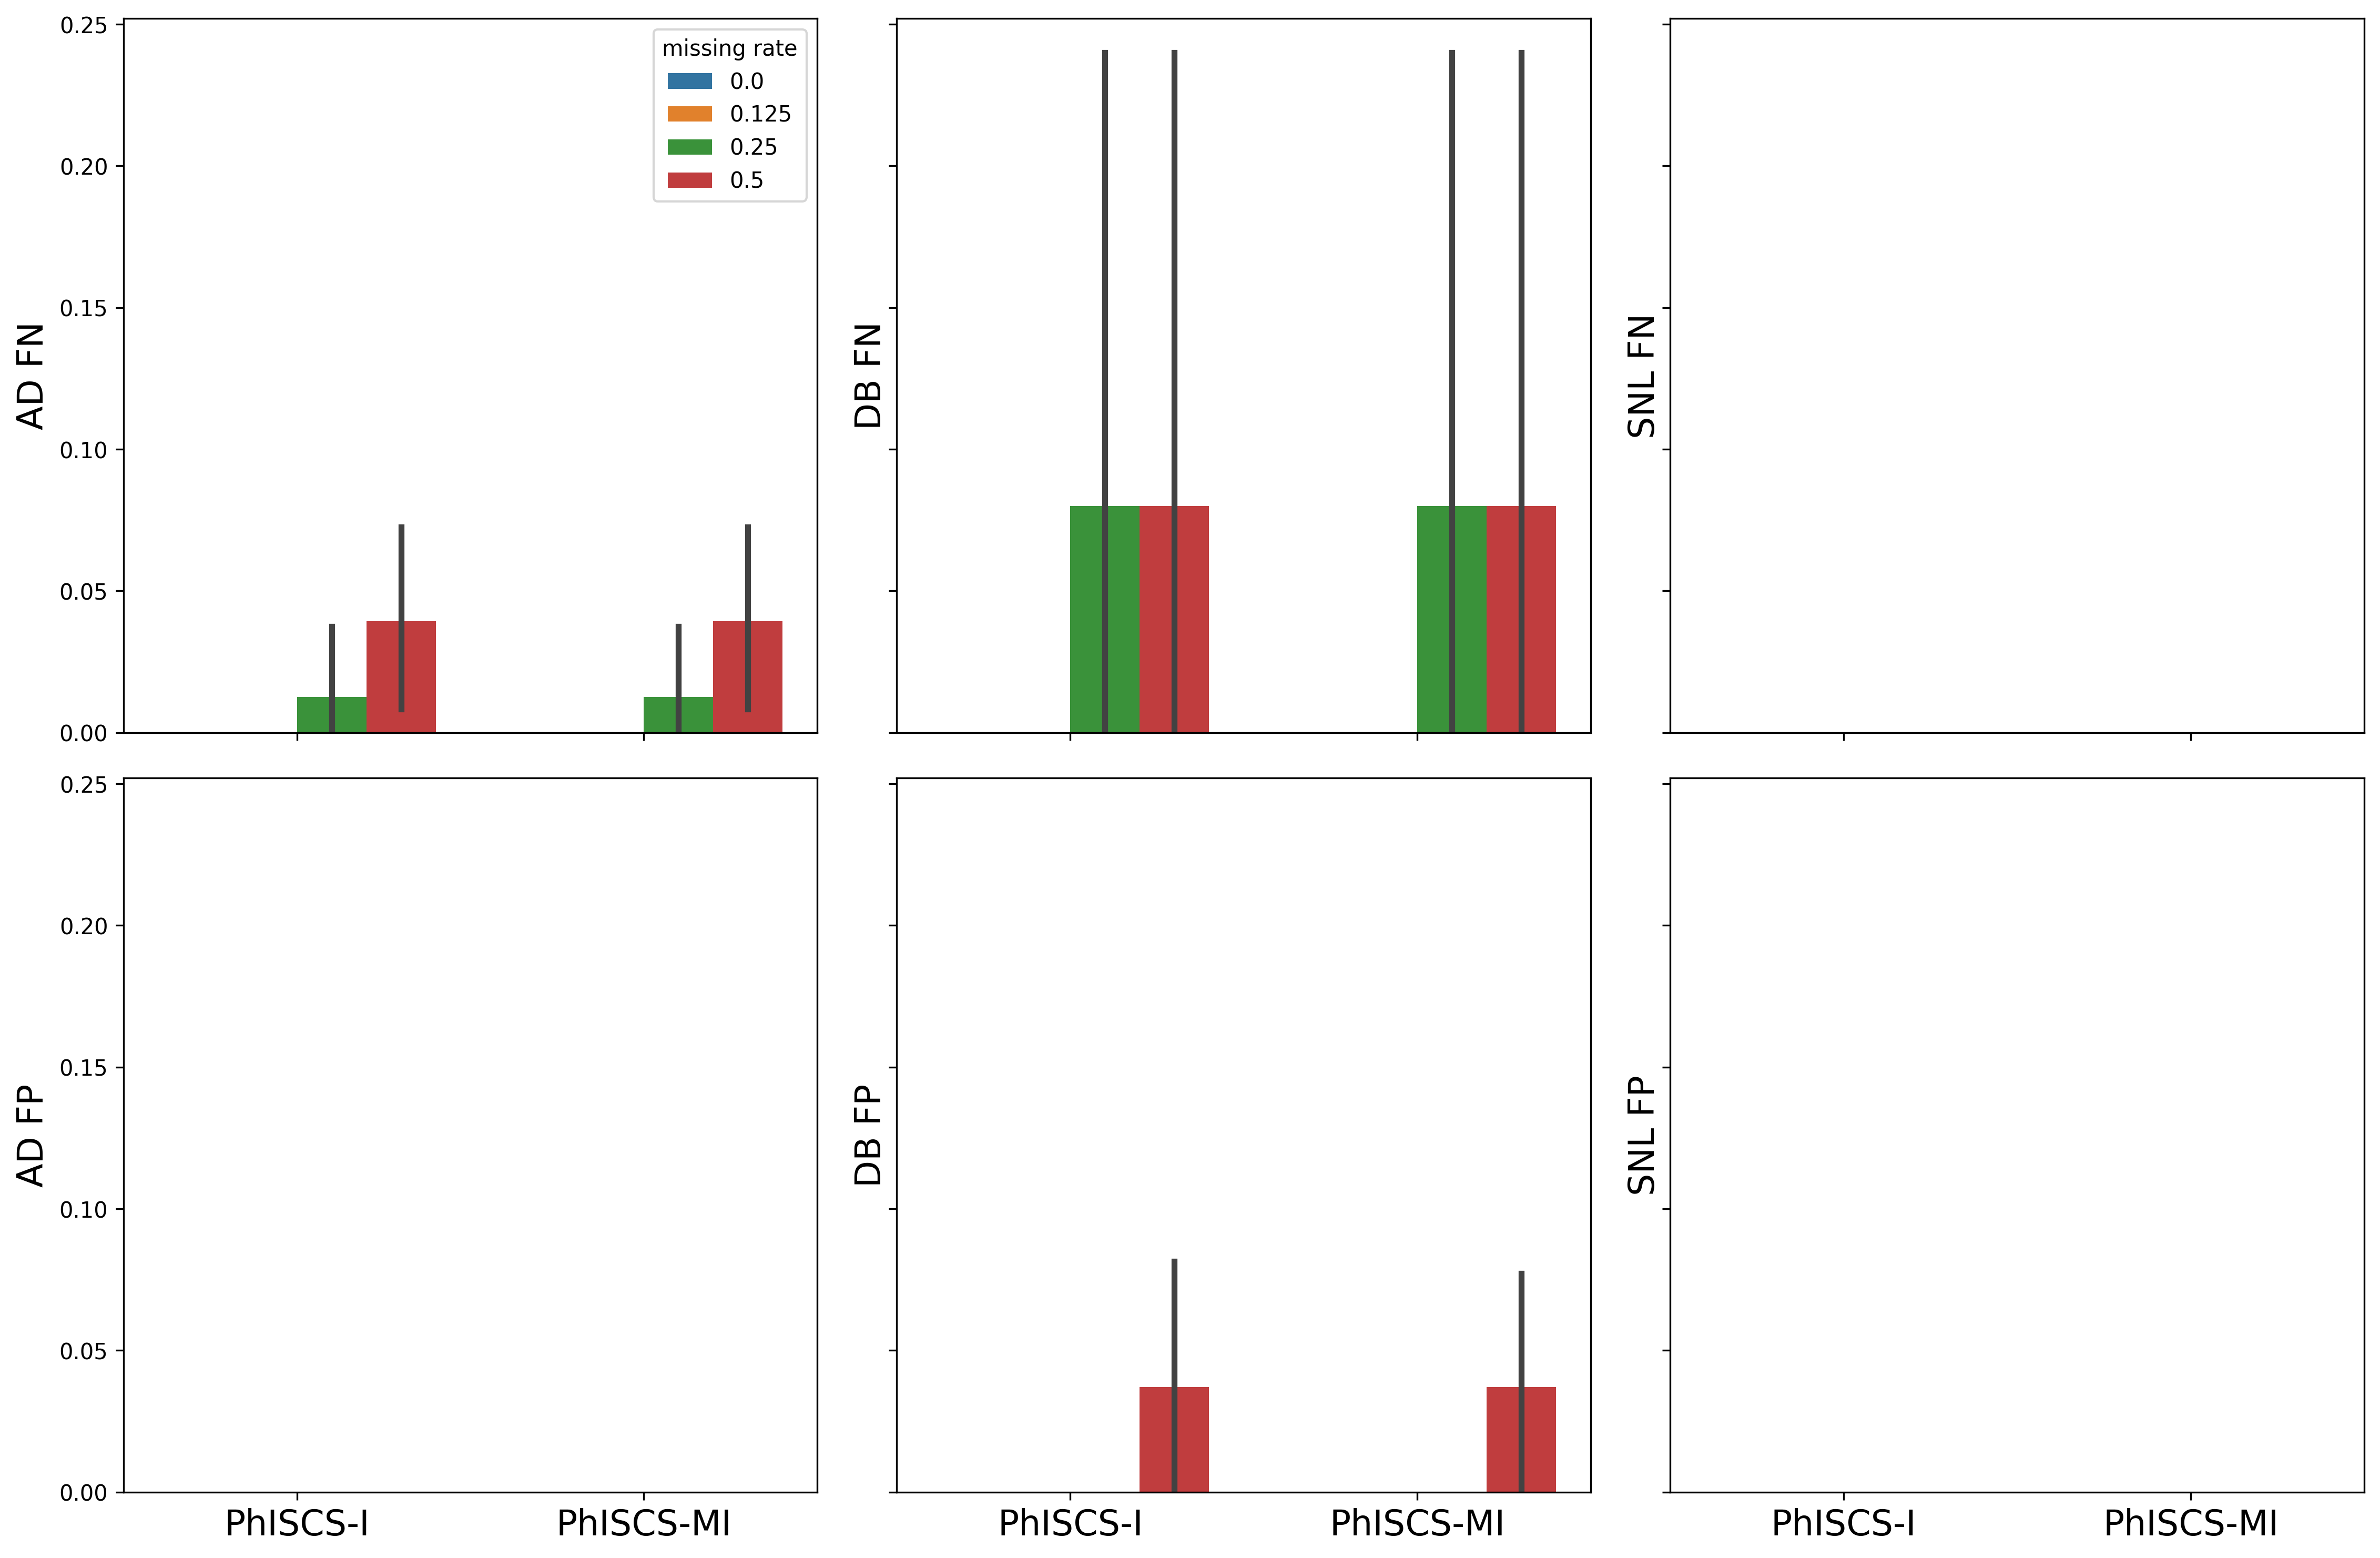 AD FN
0.25
0.20
0.15
0.10
0.05
0.00
missing rate
0.0
0.125
0.25
0.5
DB FN
SNL FN
AD FP
0.25
0.20
0.15
0.10
0.05
0.00
PhISCS-I
PhISCS-MI
DB FP
PhISCS-I
PhISCS-MI
SNL FP
PhISCS-I
PhISCS-MI